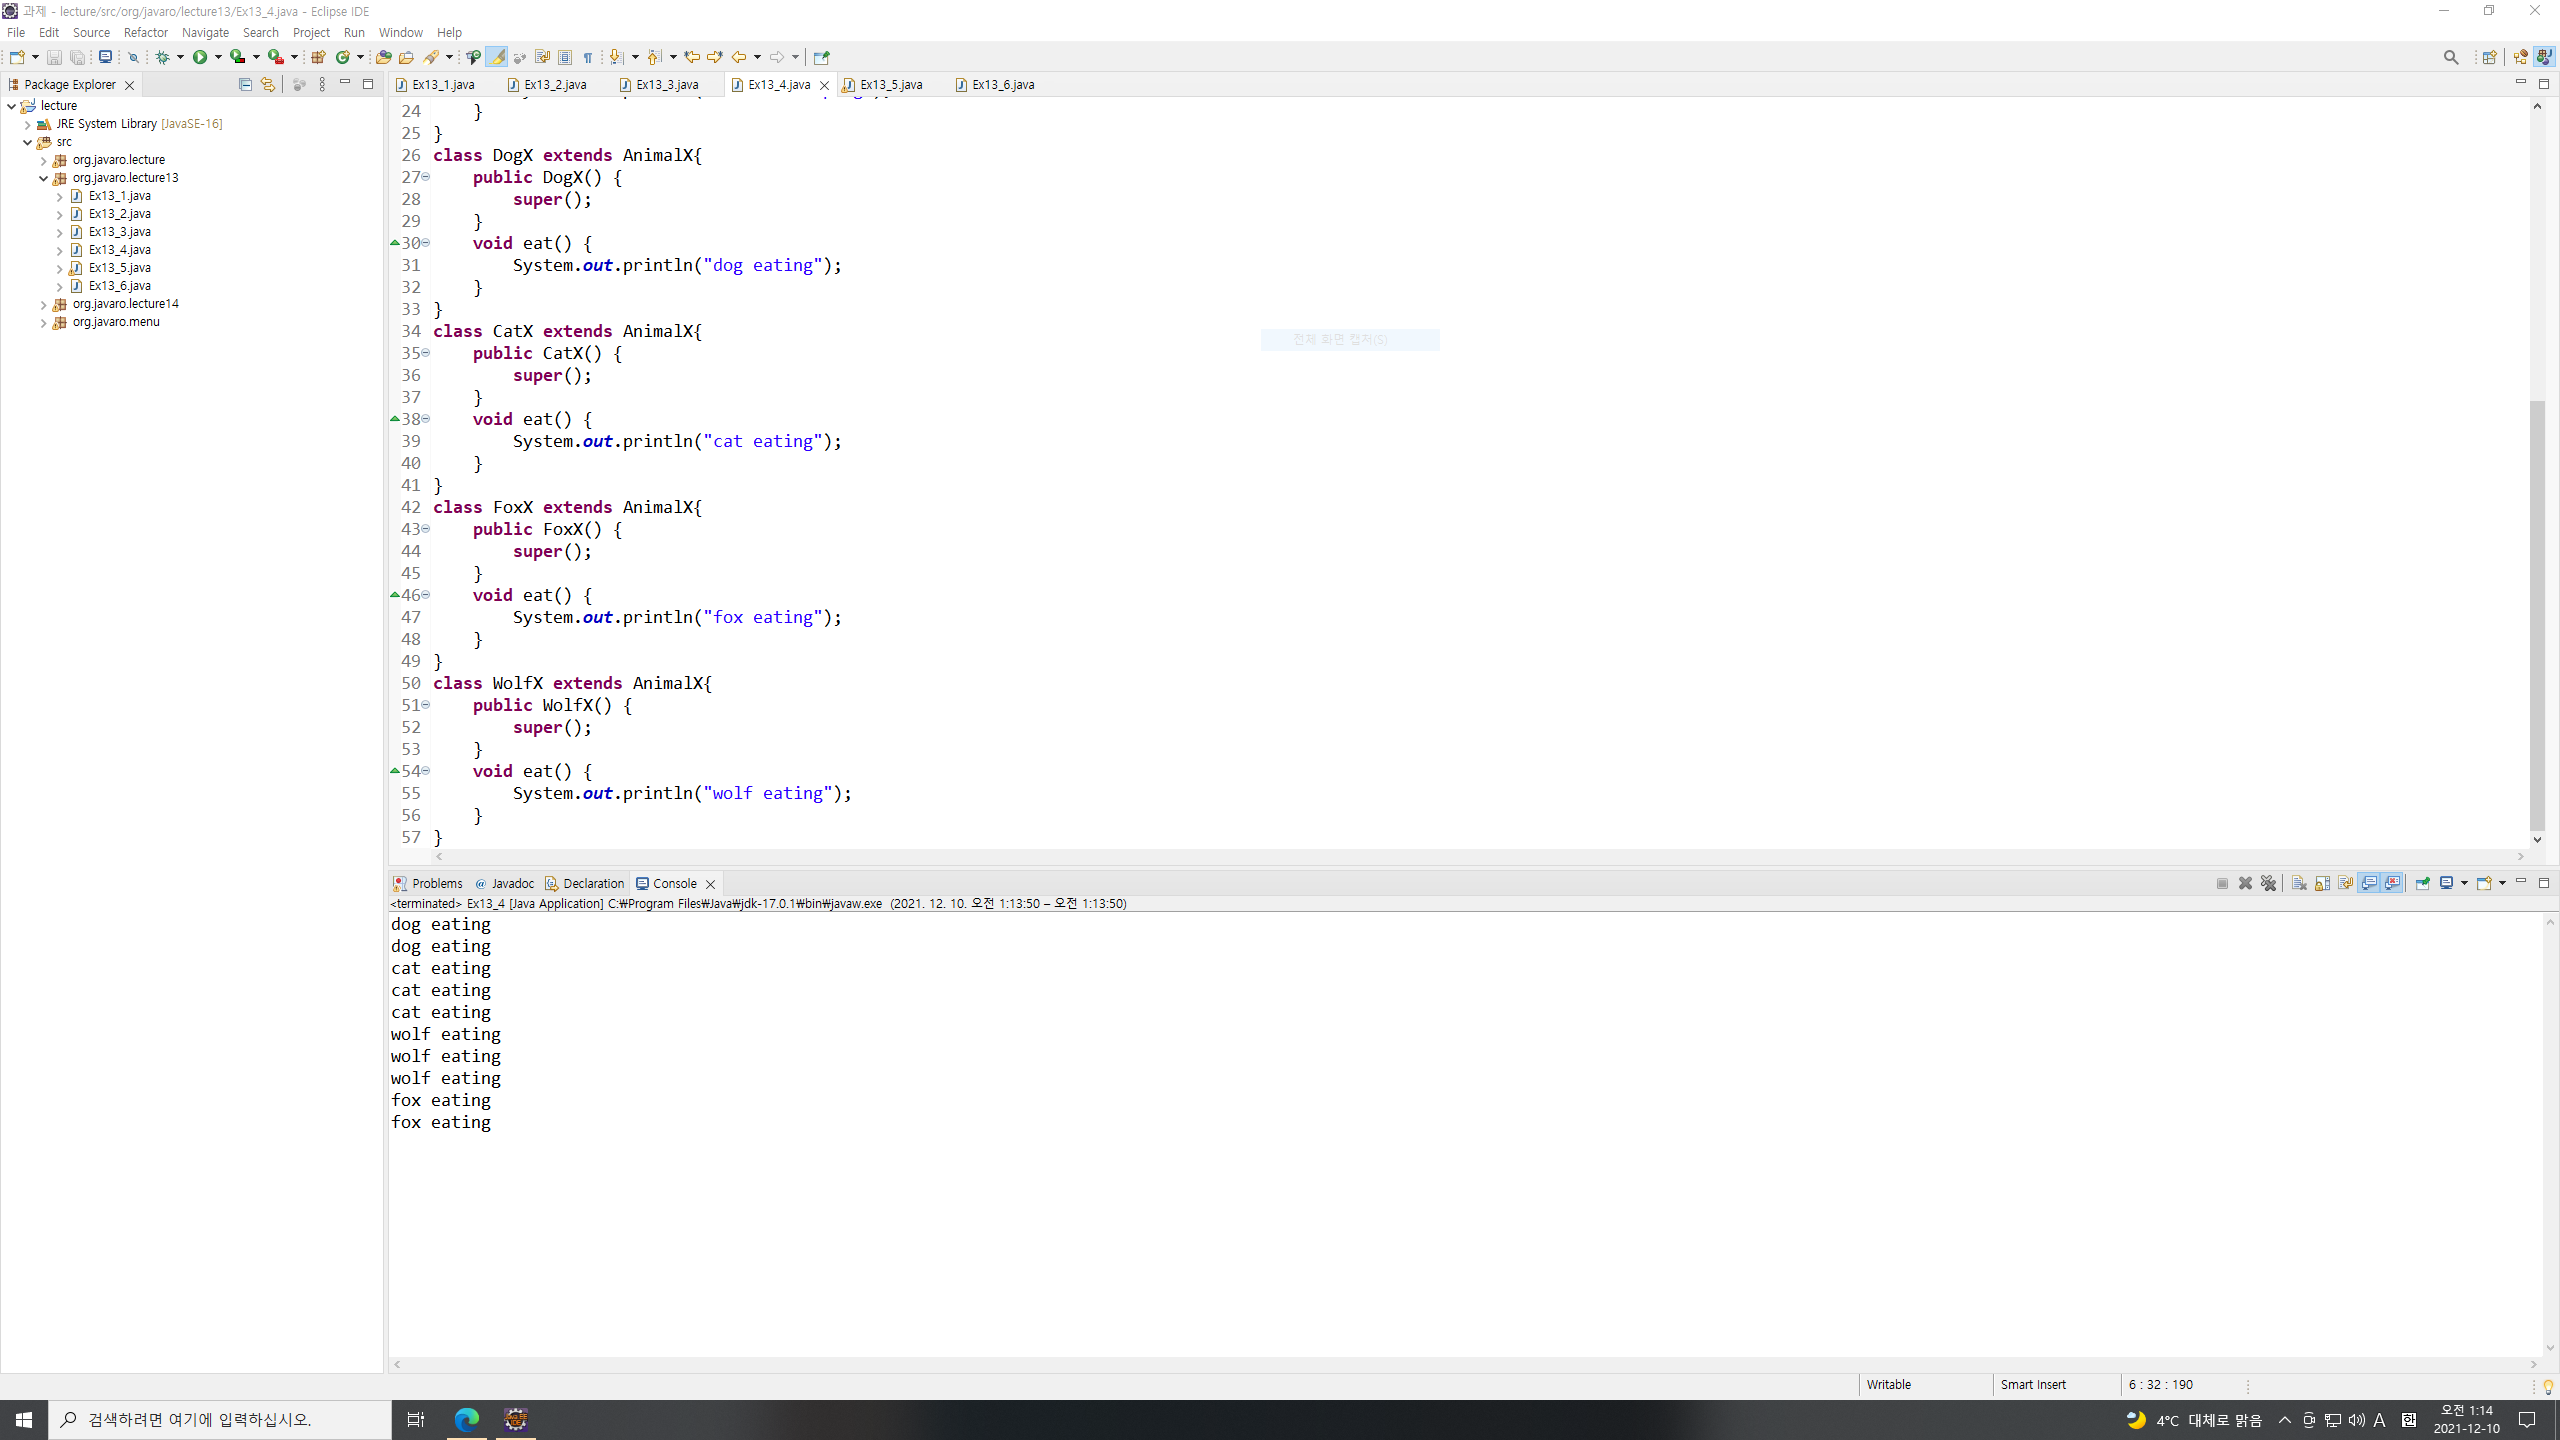 과제 - lecture/src/org/javaro/lecture13/Ex13_4.java - Eclipse IDE
File Edit Source Refactor Navigate Search Project Run Window Help
Package Explorer
Ex13_1.java Ex13_2.java Ex13_3.java Ex13_4.java Ex13_5.java Ex13_6.java
lecture
JRE System Library [JavaSE-16]
src
org.javaro.lecture
org.javaro.lecture13
Ex13_1.java
Ex13_2.java
Ex13_3.java
Ex13_4.java
Ex13_5.java
Ex13_6.java
org.javaro.lecture14
org.javaro.menu
24 }
25 }
26 class DogX extends AnimalX{
27 public DogX() {
28 super();
29 }
30 void eat() {
31 System.out.println("dog eating");
32 }
33 }
34 class CatX extends AnimalX{
35 public CatX() {
36 super();
37 }
38 void eat() {
39 System.out.println("cat eating");
40 }
41 }
42 class FoxX extends AnimalX{
43 public FoxX() {
44 super();
45 }
46 void eat() {
47 System.out.println("fox eating");
48 }
49 }
50 class WolfX extends AnimalX{
51 public WolfX() {
52 super();
53 }
54 void eat() {
55 System.out.println("wolf eating");
56 }
57 }
전체 화면 캡처(S)
Problems Javadoc Declaration Console
<terminated> Ex13_4 [Java Application] C:₩Program Files₩Java₩jdk-17.0.1₩bin₩javaw.exe (2021. 12. 10. 오전 1:13:50 – 오전 1:13:50)
dog eating
dog eating
cat eating
cat eating
cat eating
wolf eating
wolf eating
wolf eating
fox eating
fox eating
Writable Smart Insert 6 : 32 : 190
검색하려면 여기에 입력하십시오.
4°C 대체로 맑음 A 한
오전 1:14
2021-12-10